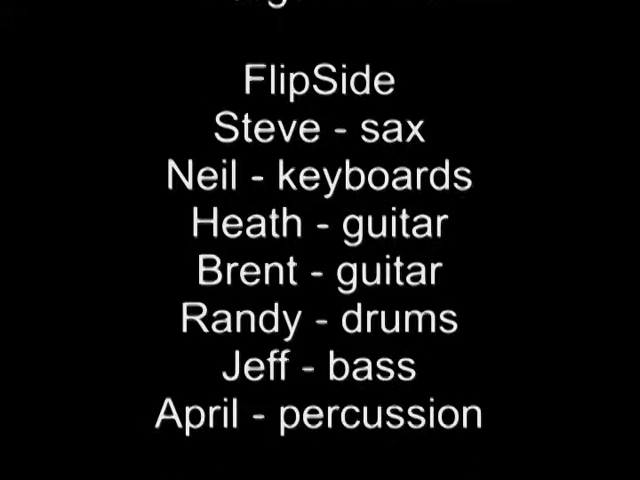 FlipSide
Steve - sax
Neil - keyboards
Heath - guitar
Brent - guitar
Randy - drums
Jeff - bass
April - percussion